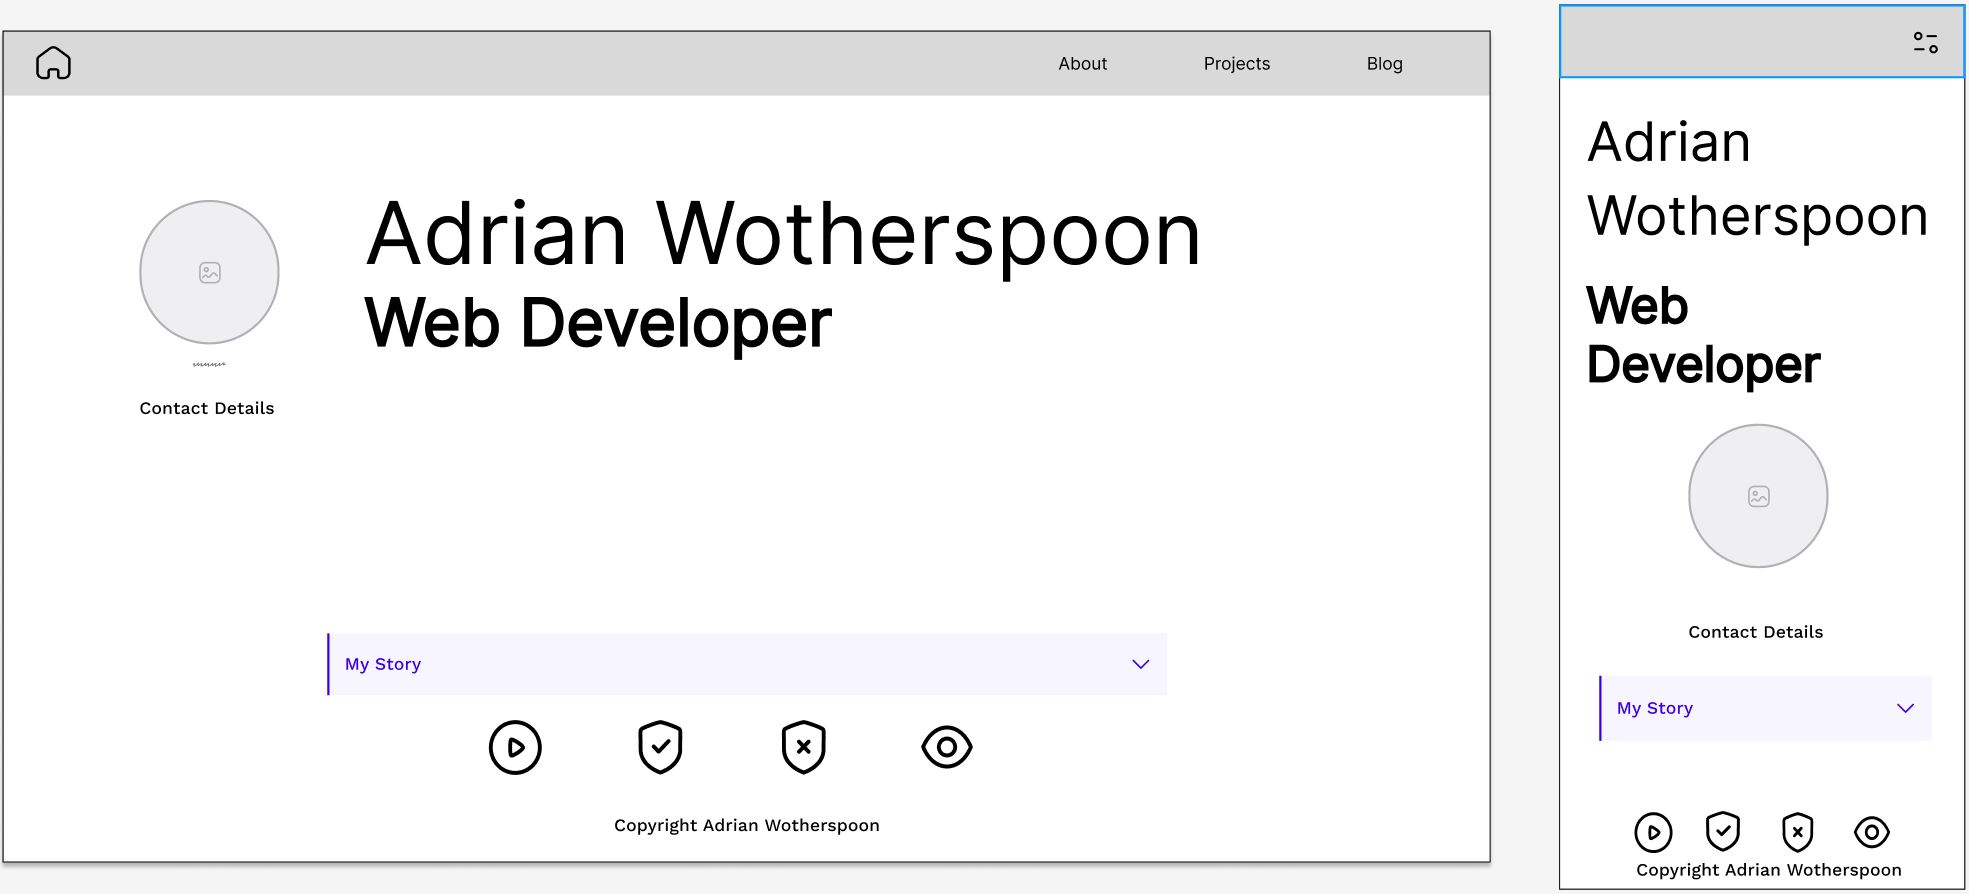 About
Projects
Blog
Adrian Wotherspoon
Web Developer
Contact Details
My Story
Copyright Adrian Wotherspoon
Adrian
Wotherspoon
Web
Developer
Contact Details
My Story
Copyright Adrian Wotherspoon